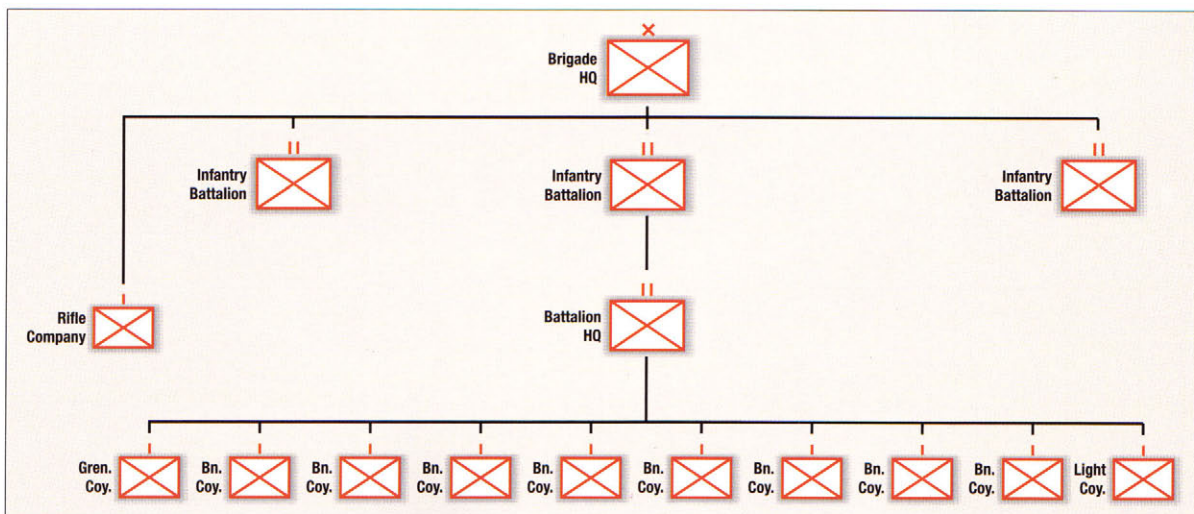 Brigade
HQ
Infantry
Battalion
Infantry
Battalion
Infantry
Battalion
Rifle
Company
Battalion
HQ
Gren.
Coy.
Bn.
Coy.
Bn.
Coy.
Bn.
Coy.
Bn.
Coy.
Bn.
Coy.
Bn.
Coy.
Bn.
Coy.
Bn.
Coy.
Light
Coy.